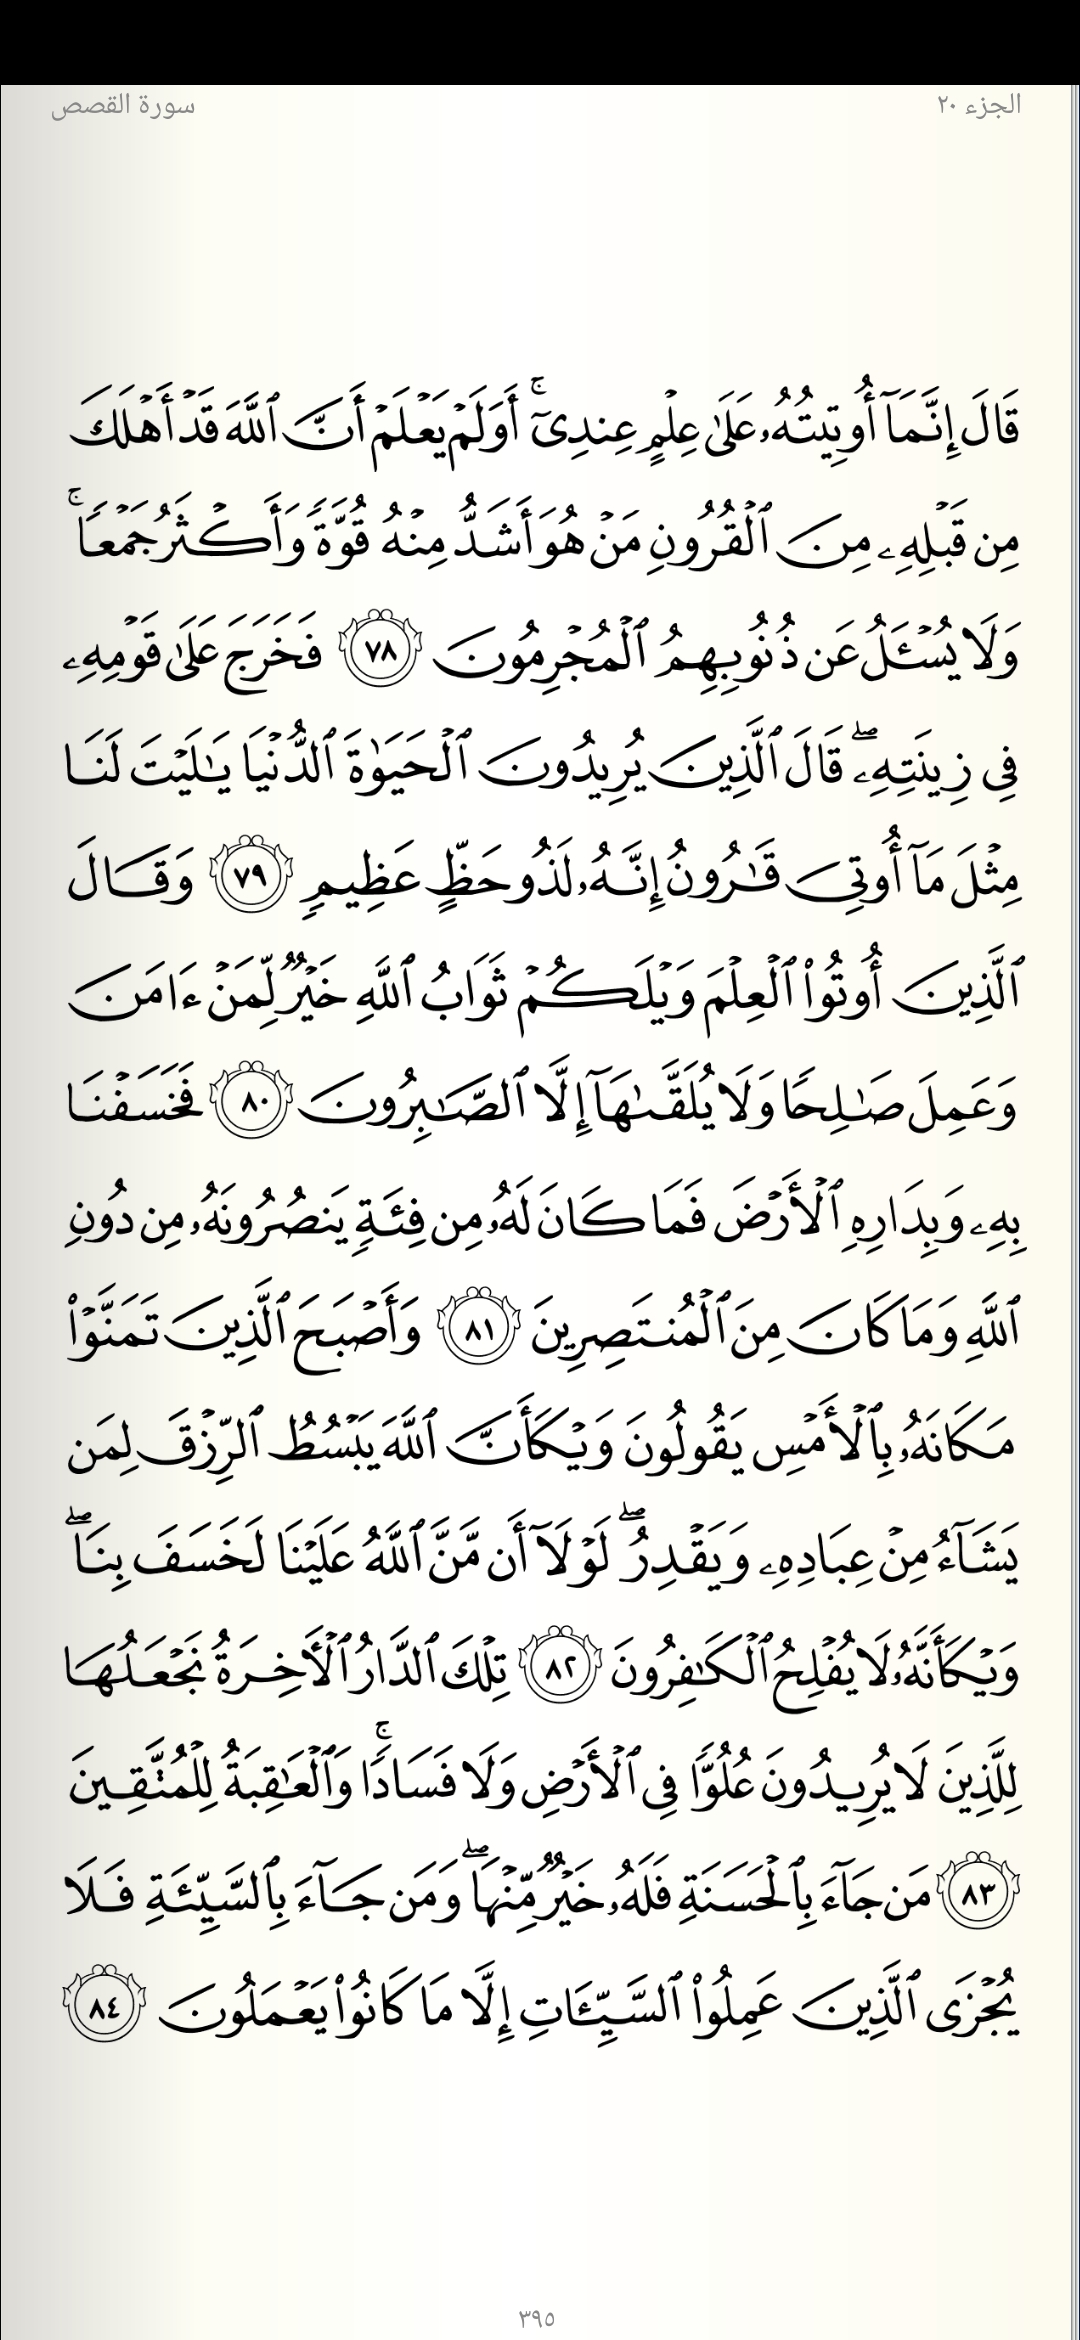 سورة القصص
الجزء ٢٠
قَالَ إِنَّمَآ أُوتِيتُهُۥ عَلَىٰ عِلْمٍ عِندِىٓ ۚ أَوَلَمْ يَعْلَمْ أَنَّ ٱللَّهَ قَدْ أَهْلَكَ
مِن قَبْلِهِۦ مِنَ ٱلْقُرُونِ مَنْ هُوَ أَشَدُّ مِنْهُ قُوَّةً وَأَكْثَرُ جَمْعًا ۚ
وَلَا يُسْـَٔلُ عَن ذُنُوبِهِمُ ٱلْمُجْرِمُونَ ٧٨ فَخَرَجَ عَلَىٰ قَوْمِهِۦ
فِى زِينَتِهِۦ ۖ قَالَ ٱلَّذِينَ يُرِيدُونَ ٱلْحَيَوٰةَ ٱلدُّنْيَا يَـٰلَيْتَ لَنَا
مِثْلَ مَآ أُوتِىَ قَـٰرُونُ إِنَّهُۥ لَذُو حَظٍّ عَظِيمٍ ٧٩ وَقَالَ
ٱلَّذِينَ أُوتُوا۟ ٱلْعِلْمَ وَيْلَكُمْ ثَوَابُ ٱللَّهِ خَيْرٌ لِّمَنْ ءَامَنَ
وَعَمِلَ صَـٰلِحًا وَلَا يُلَقَّىٰهَآ إِلَّا ٱلصَّـٰبِرُونَ ٨٠ فَخَسَفْنَا
بِهِۦ وَبِدَارِهِ ٱلْأَرْضَ فَمَا كَانَ لَهُۥ مِن فِئَةٍ يَنصُرُونَهُۥ مِن دُونِ
ٱللَّهِ وَمَا كَانَ مِنَ ٱلْمُنتَصِرِينَ ٨١ وَأَصْبَحَ ٱلَّذِينَ تَمَنَّوْا۟
مَكَانَهُۥ بِٱلْأَمْسِ يَقُولُونَ وَيْكَأَنَّ ٱللَّهَ يَبْسُطُ ٱلرِّزْقَ لِمَن
يَشَآءُ مِنْ عِبَادِهِۦ وَيَقْدِرُ ۖ لَوْلَآ أَن مَّنَّ ٱللَّهُ عَلَيْنَا لَخَسَفَ بِنَا ۖ
وَيْكَأَنَّهُۥ لَا يُفْلِحُ ٱلْكَـٰفِرُونَ ٨٢ تِلْكَ ٱلدَّارُ ٱلْـَٔاخِرَةُ نَجْعَلُهَا
لِلَّذِينَ لَا يُرِيدُونَ عُلُوًّا فِى ٱلْأَرْضِ وَلَا فَسَادًا ۚ وَٱلْعَـٰقِبَةُ لِلْمُتَّقِينَ
٨٣ مَن جَآءَ بِٱلْحَسَنَةِ فَلَهُۥ خَيْرٌ مِّنْهَا ۖ وَمَن جَآءَ بِٱلسَّيِّئَةِ فَلَا
يُجْزَى ٱلَّذِينَ عَمِلُوا۟ ٱلسَّيِّـَٔاتِ إِلَّا مَا كَانُوا۟ يَعْمَلُونَ ٨٤
٣٩٥